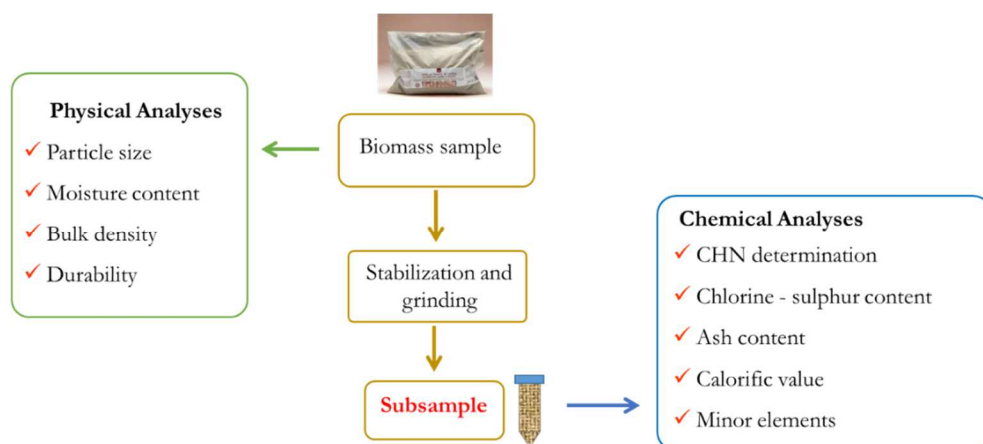 Physical Analyses
Particle size
Moisture content
Bulk density
Durability
Biomass sample
Stabilization and
grinding
Subsample
Chemical Analyses
CHN determination
Chlorine - sulphur content
Ash content
Calorific value
Minor elements